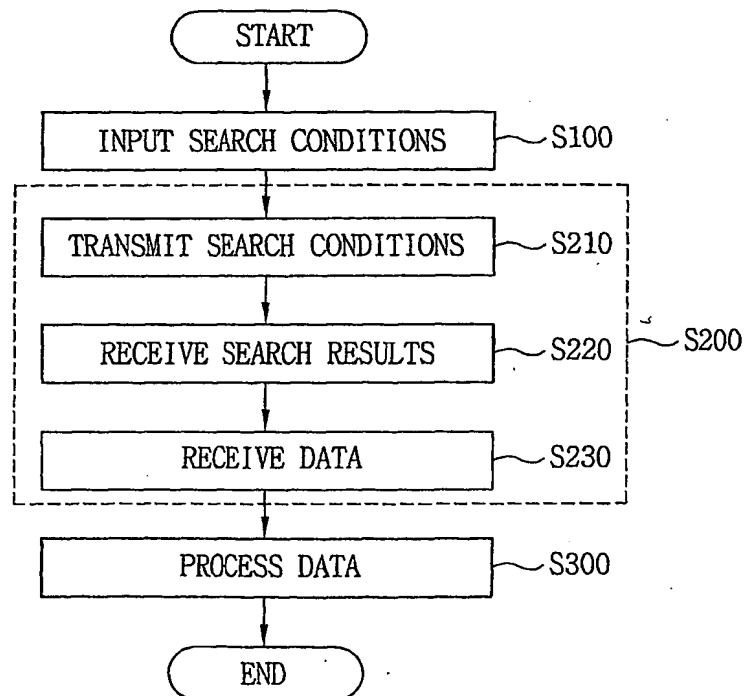 START
INPUT SEARCH CONDITIONS S100
TRANSMIT SEARCH CONDITIONS S210
RECEIVE SEARCH RESULTS S220
S200
RECEIVE DATA S230
PROCESS DATA S300
END